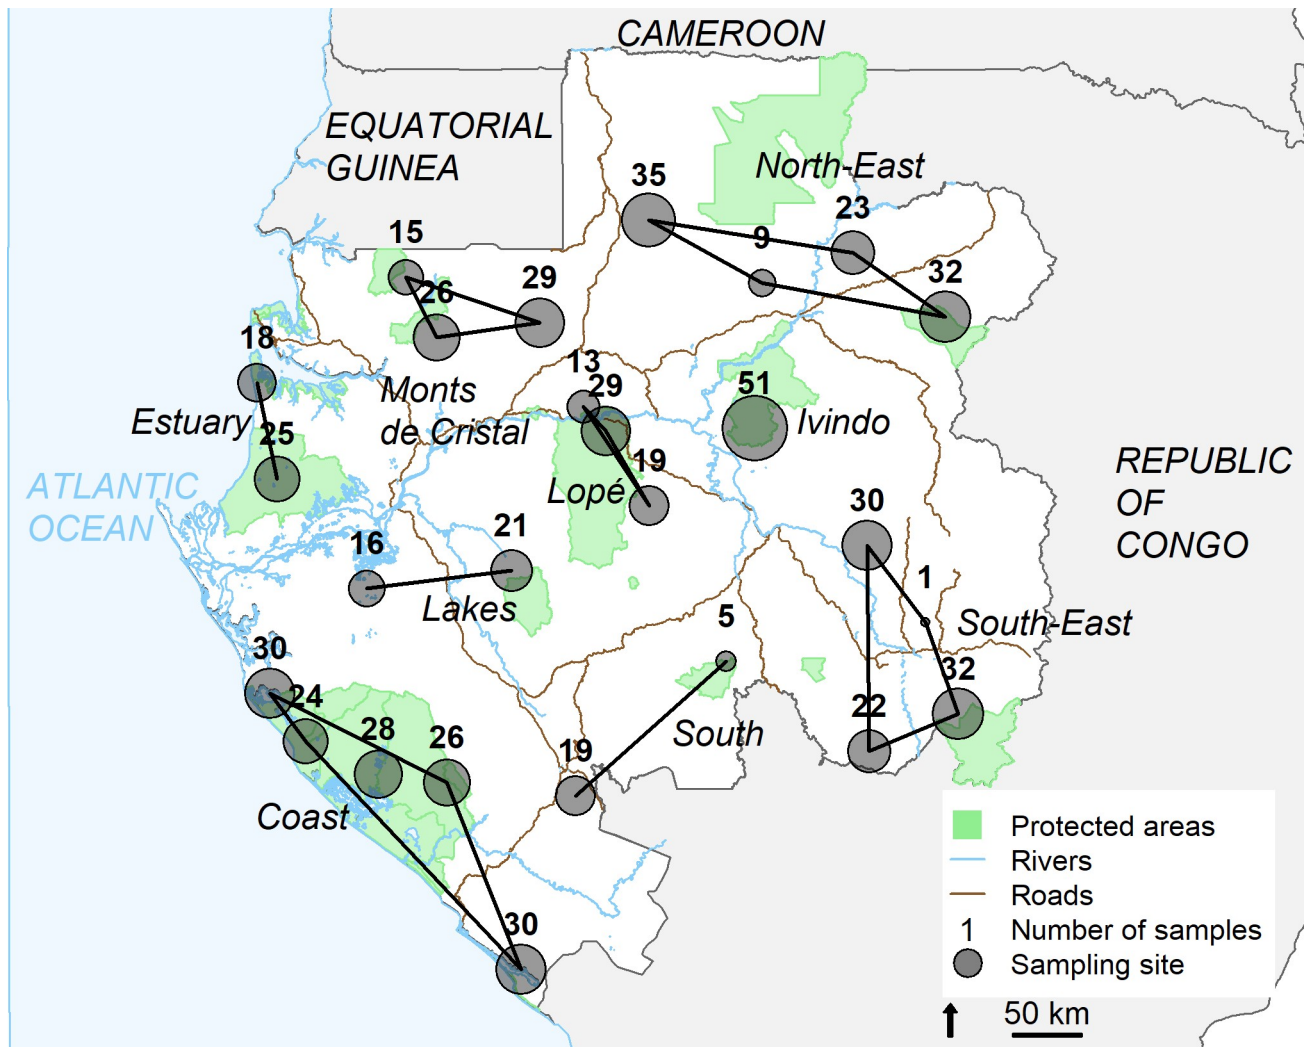 CAMEROON
EQUATORIAL
GUINEA
North-East
35
23
9
32
15
26
29
18
Estuary
25
Monts
de Cristal
13
29
19
Lopé
51
Ivindo
ATLANTIC
OCEAN
REPUBLIC
OF
CONGO
16
21
Lakes
30
1
South-East
32
22
5
South
19
30
24
28
26
Coast
30
Protected areas
Rivers
Roads
1 Number of samples
Sampling site
50 km